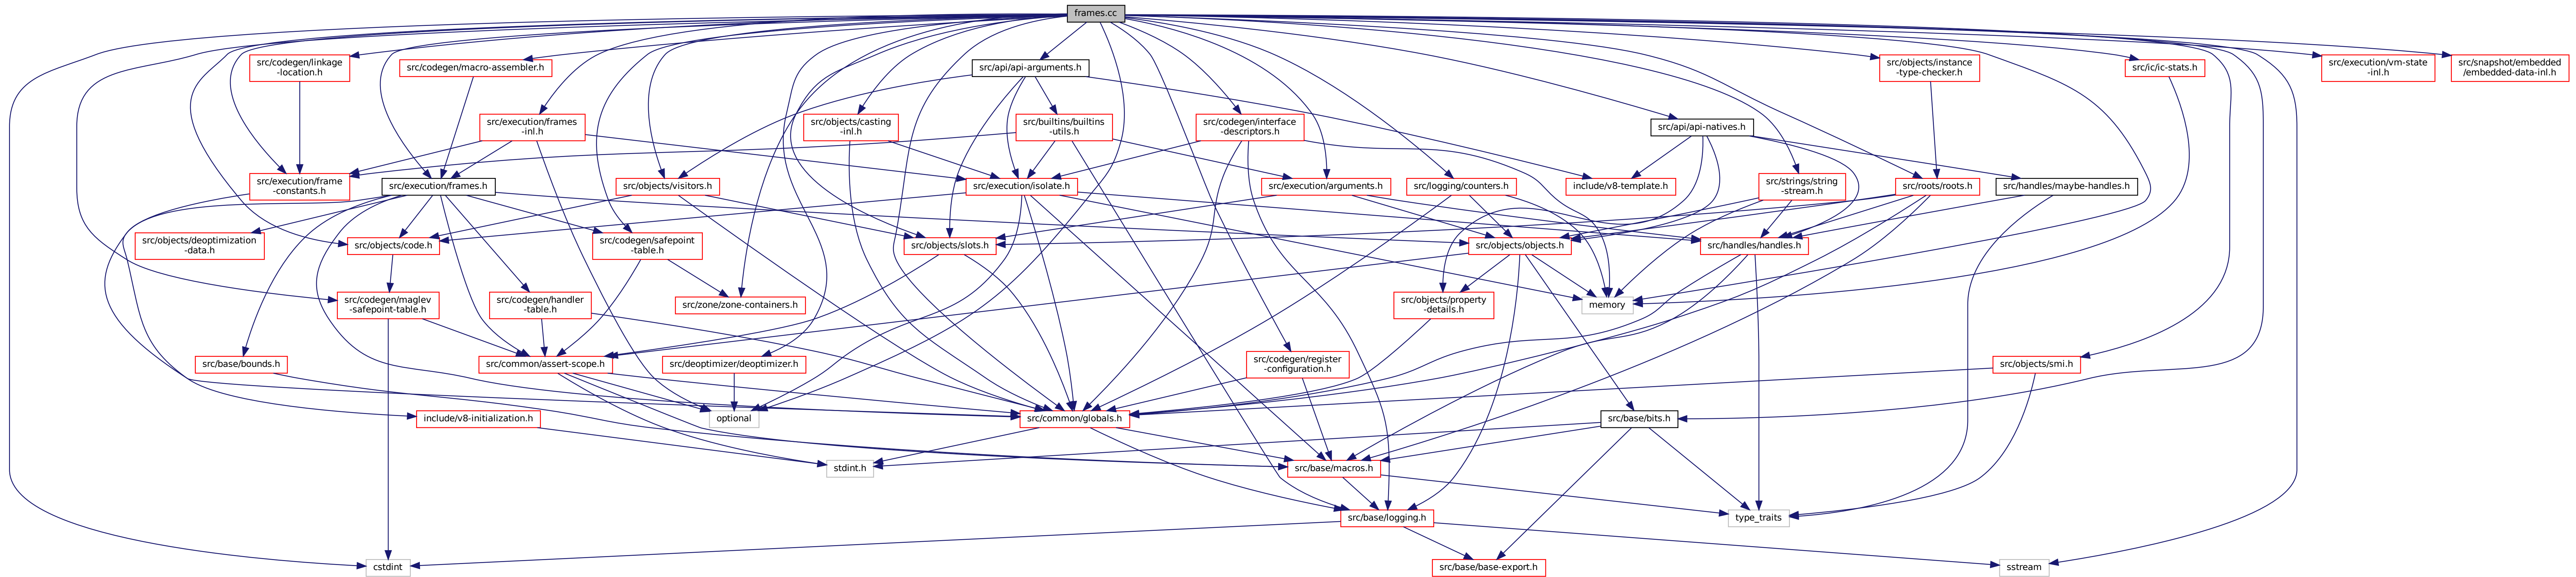 frames.cc
src/codegen/linkage
-location.h
src/codegen/macro-assembler.h
src/api/api-arguments.h
src/objects/instance
-type-checker.h
src/ic/ic-stats.h
src/execution/vm-state
-inl.h
src/snapshot/embedded
/embedded-data-inl.h
src/execution/frames
-inl.h
src/objects/casting
-inl.h
src/builtins/builtins
-utils.h
src/codegen/interface
-descriptors.h
src/api/api-natives.h
src/execution/frame
-constants.h
src/execution/frames.h
src/objects/visitors.h
src/execution/isolate.h
src/execution/arguments.h
src/logging/counters.h
include/v8-template.h
src/strings/string
-stream.h
src/roots/roots.h
src/handles/maybe-handles.h
src/objects/deoptimization
-data.h
src/objects/code.h
src/codegen/safepoint
-table.h
src/objects/slots.h
src/objects/objects.h
src/handles/handles.h
src/codegen/maglev
-safepoint-table.h
src/codegen/handler
-table.h
src/zone/zone-containers.h
src/objects/property
-details.h
memory
src/base/bounds.h
src/common/assert-scope.h
src/deoptimizer/deoptimizer.h
src/codegen/register
-configuration.h
src/objects/smi.h
include/v8-initialization.h
optional
src/common/globals.h
src/base/bits.h
stdint.h
src/base/macros.h
src/base/logging.h
type_traits
cstdint
src/base/base-export.h
sstream